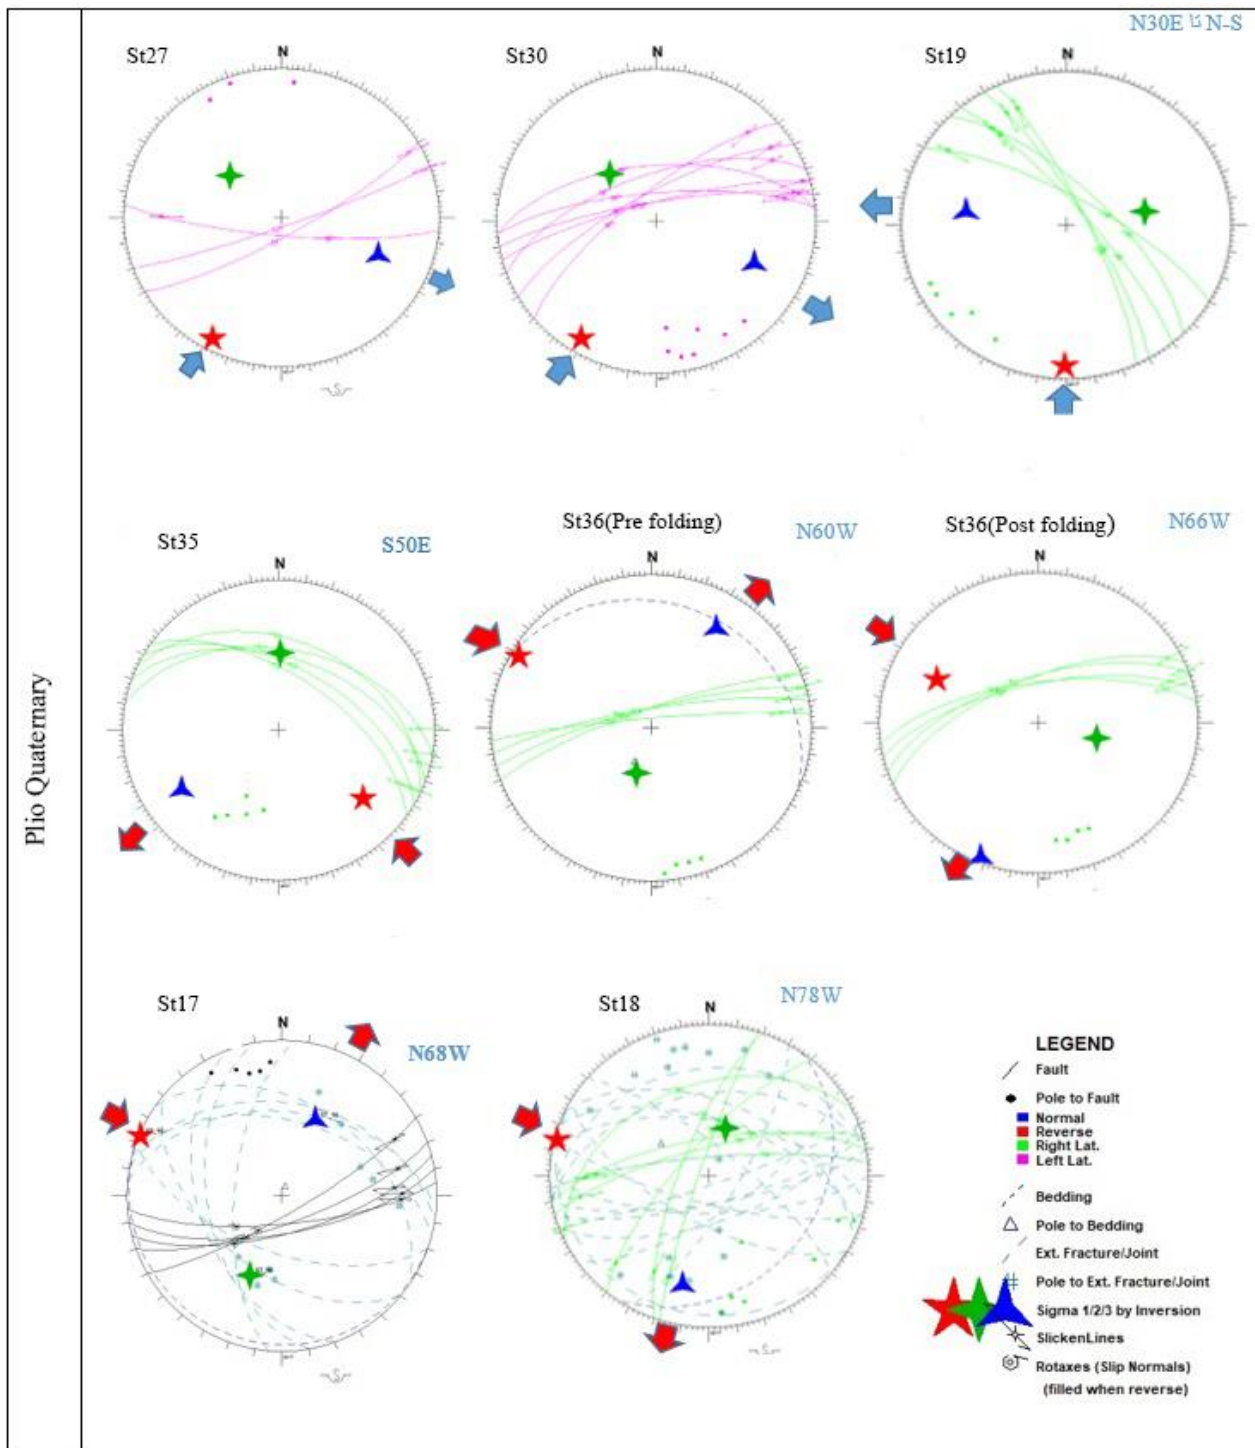 N30E N-S
St27
St30
St19
N
N
N
S
Plio Quaternary
St35
S50E
St36(Pre folding)
N60W
St36(Post folding)
N66W
N
N
N
St17
N68W
St18
N78W
N
N
S
S
LEGEND
Fault
Pole to Fault
Normal
Reverse
Right Lat.
Left Lat.
Bedding
Pole to Bedding
Ext. Fracture/Joint
Pole to Ext. Fracture/Joint
Sigma 1/2/3 by Inversion
SlickenLines
Rotaxes (Slip Normals)
(filled when reverse)